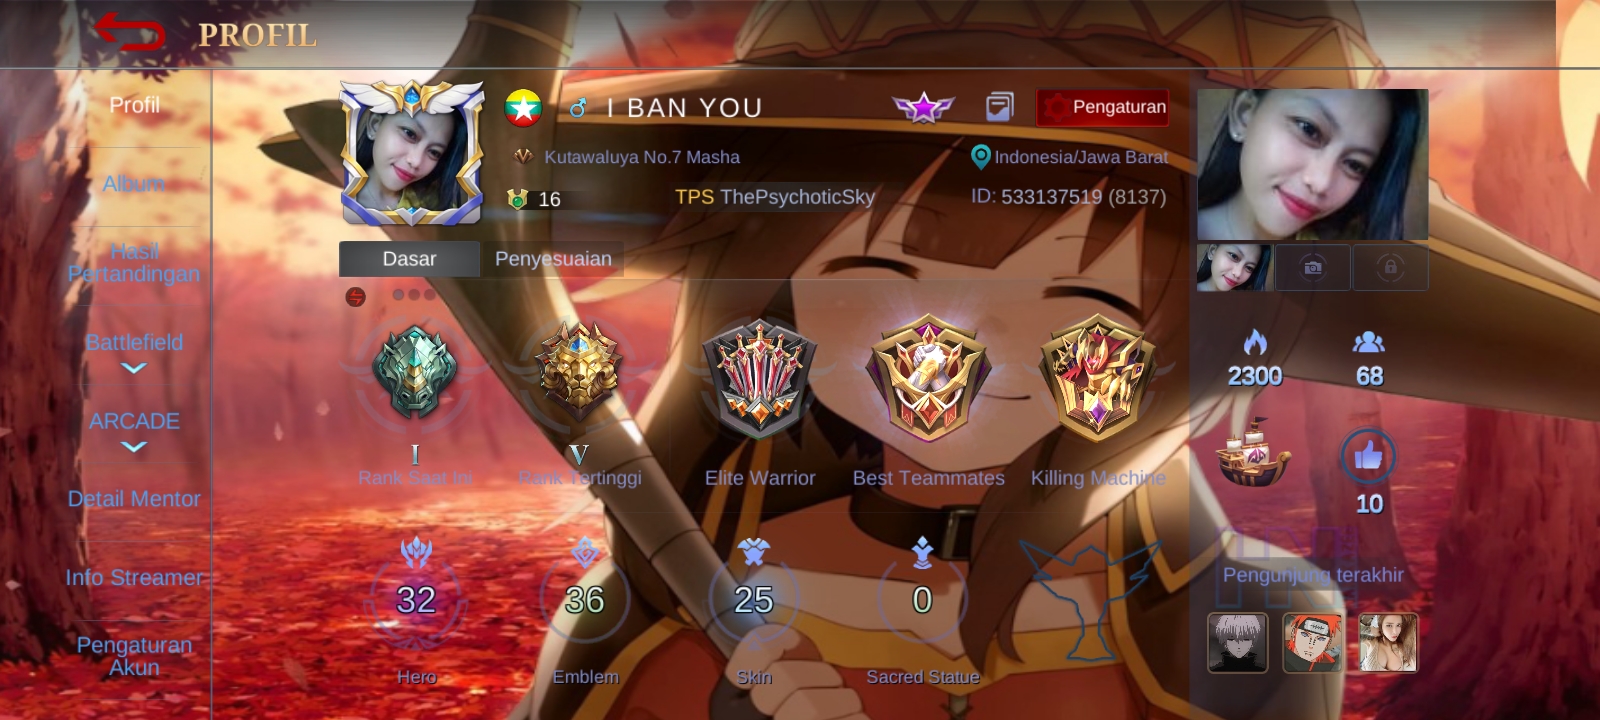 PROFIL
Profil
Album
Hasil
Pertandingan
Battlefield
ARCADE
Detail Mentor
Info Streamer
Pengaturan
Akun
I BAN YOU
Pengaturan
Kutawaluya No.7 Masha
Indonesia/Jawa Barat
16
TPS ThePsychoticSky
ID: 533137519 (8137)
Dasar
Penyesuaian
I
V
Rank Saat Ini
Rank Tertinggi
Elite Warrior
Best Teammates
Killing Machine
32
36
25
0
Hero
Emblem
Skin
Sacred Statue
2300
68
10
Pengunjung terakhir